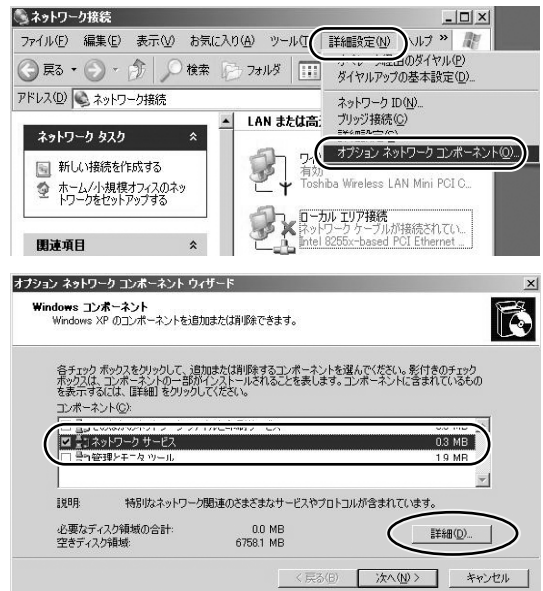 ネットワーク接続
ファイル(F) 編集(E) 表示(V) お気に入り(A) ツール(T) 詳細設定(N) ヘルプ »
戻る 検索 フォルダ
オペレータ経由のダイヤル(P)
ダイヤルアップの基本設定(D)...
アドレス(D) ネットワーク接続
ネットワーク ID(N)...
ブリッジ接続(C)
詳細設定(S)...
オプション ネットワーク コンポーネント(O)...
LAN または高
ネットワーク タスク
新しい接続を作成する
ホーム/小規模オフィスのネッ
トワークをセットアップする
関連項目
ワイ
有効
Toshiba Wireless LAN Mini PCI C...
ローカル エリア接続
ネットワーク ケーブルが接続されてい...
Intel 8255x-based PCI Ethernet ...
オプション ネットワーク コンポーネント ウィザード
Windows コンポーネント
Windows XP のコンポーネントを追加または削除できます。
各チェック ボックスをクリックして、追加または削除するコンポーネントを選んでください。影付きのチェック
ボックスは、コンポーネントの一部がインストールされることを表します。コンポーネントに含まれているもの
を表示するには、[詳細] をクリックしてください。
コンポーネント(C):
ネットワーク サービス 0.3 MB
管理とモニタ ツール 1.9 MB
説明: 特別なネットワーク関連のさまざまなサービスやプロトコルが含まれています。
必要なディスク領域の合計: 0.0 MB
空きディスク領域: 6758.1 MB
詳細(D)...
< 戻る(B) 次へ(N) > キャンセル